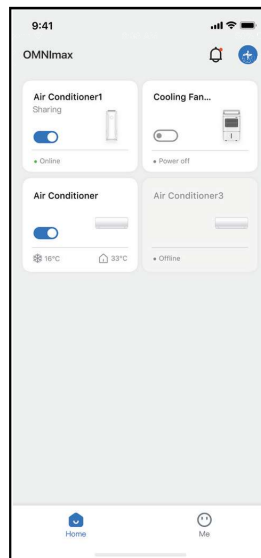 9:41
OMNImax
Air Conditioner1
Sharing
• Online
Cooling Fan...
• Power off
Air Conditioner
16°C 33°C
Air Conditioner3
• Offline
Home
Me